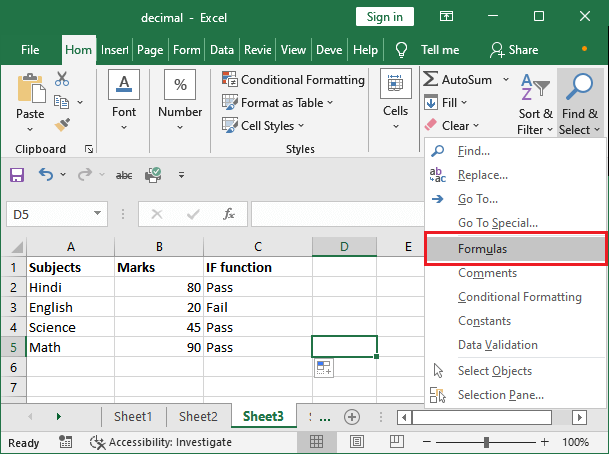 decimal - Excel
Sign in
File Hom Insert Page Form Data Revie View Deve Help Tell me Share
Paste
Clipboard
Font
%
Number
Conditional Formatting
Format as Table
Cell Styles
Styles
Cells
AutoSum
Fill
Clear
Sort &
Filter
Find &
Select
abc
D5
fx
A B C D E
1 Subjects Marks IF function
2 Hindi 80 Pass
3 English 20 Fail
4 Science 45 Pass
5 Math 90 Pass
6
7
Find...
Replace...
Go To...
Go To Special...
Formulas
Comments
Conditional Formatting
Constants
Data Validation
Select Objects
Selection Pane...
Sheet1 Sheet2 Sheet3 ...
Ready Accessibility: Investigate 100%